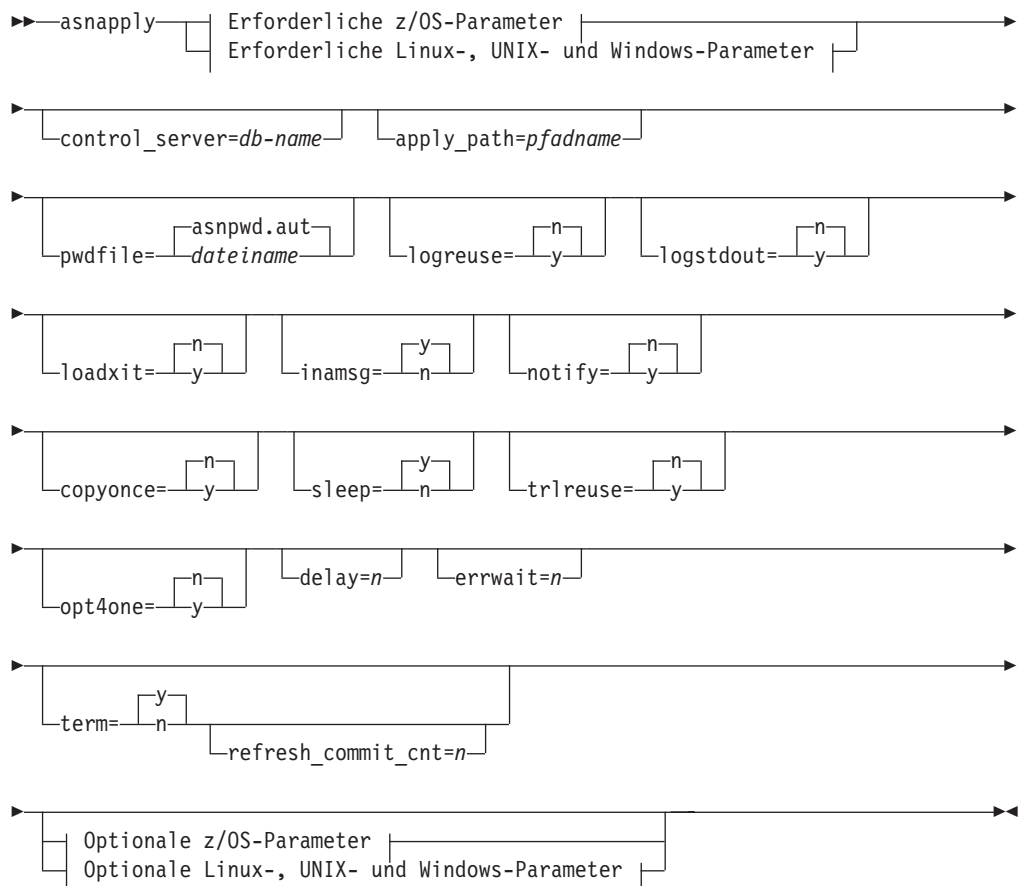 asnapply Erforderliche z/OS-Parameter
Erforderliche Linux-, UNIX- und Windows-Parameter
control_server=db-name apply_path=pfadname
asnpwd.aut n n
pwdfile= dateiname logreuse= y logstdout= y
n y n
loadxit= y inamsg= n notify= y
n y n
copyonce= y sleep= n trlreuse= y
n delay=n errwait=n
opt4one= y
y
term= n
refresh_commit_cnt=n
Optionale z/OS-Parameter
Optionale Linux-, UNIX- und Windows-Parameter